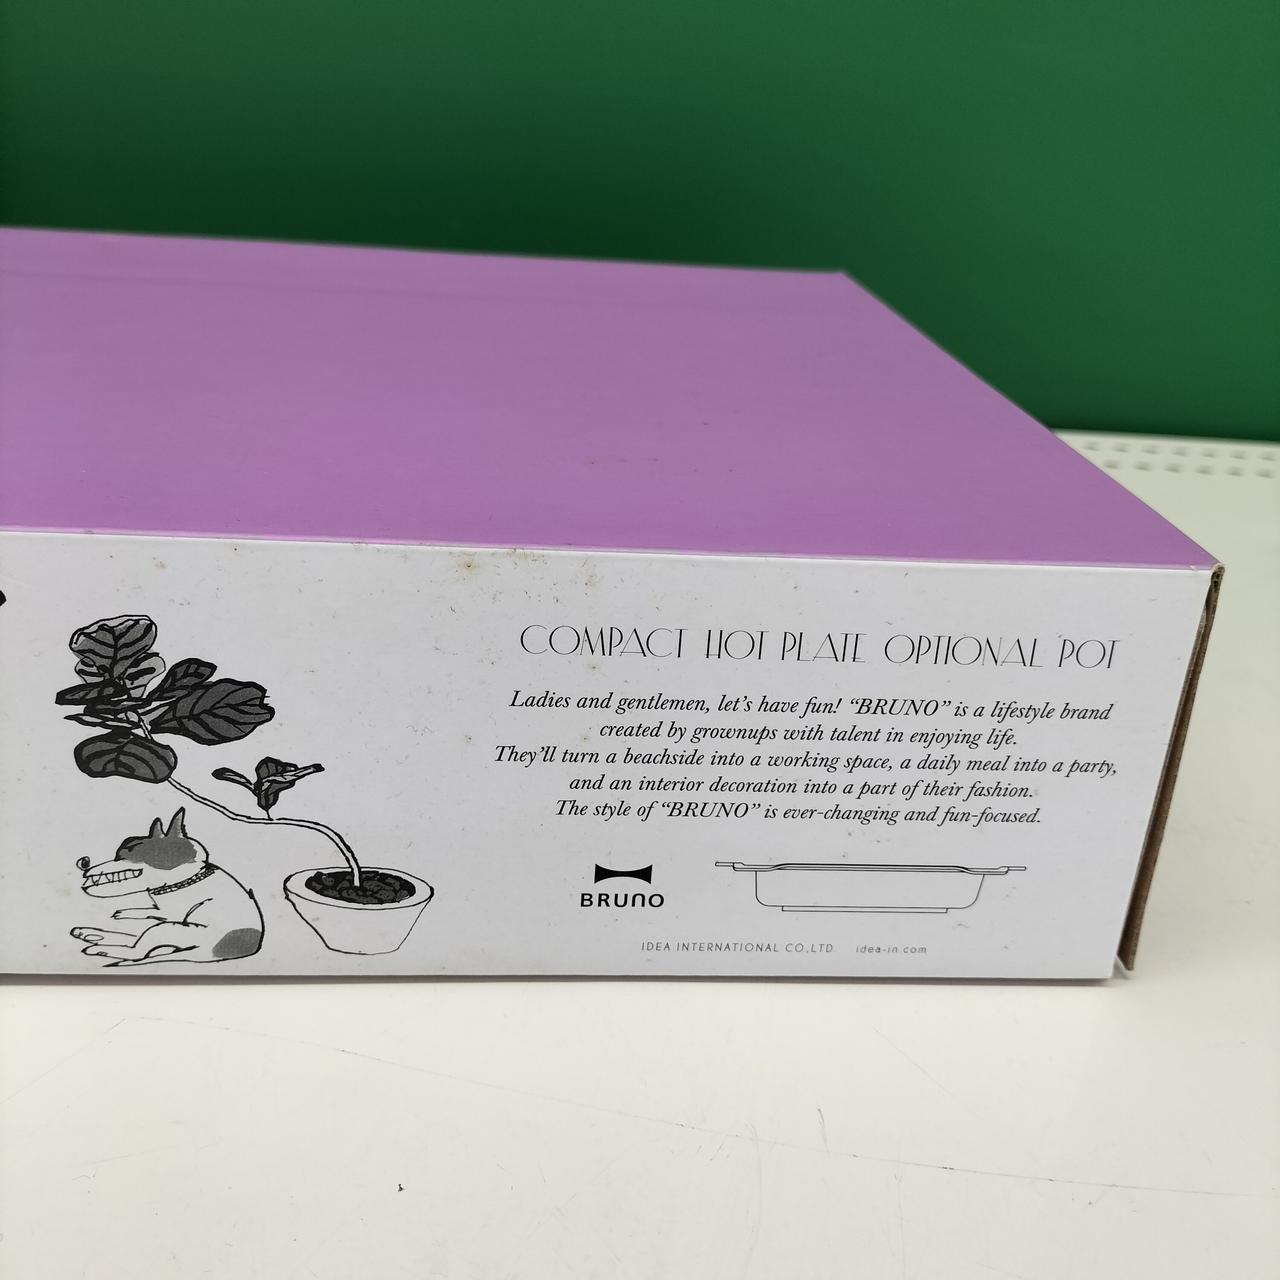 COMPACT HOT PLATE OPTIONAL POT
Ladies and gentlemen, let's have fun! “BRUNO” is a lifestyle brand
created by grownups with talent in enjoying life.
They'll turn a beachside into a working space, a daily meal into a party,
and an interior decoration into a part of their fashion.
The style of “BRUNO” is ever-changing and fun-focused.
BRUNO
IDEA INTERNATIONAL CO.,LTD. idea-in.com